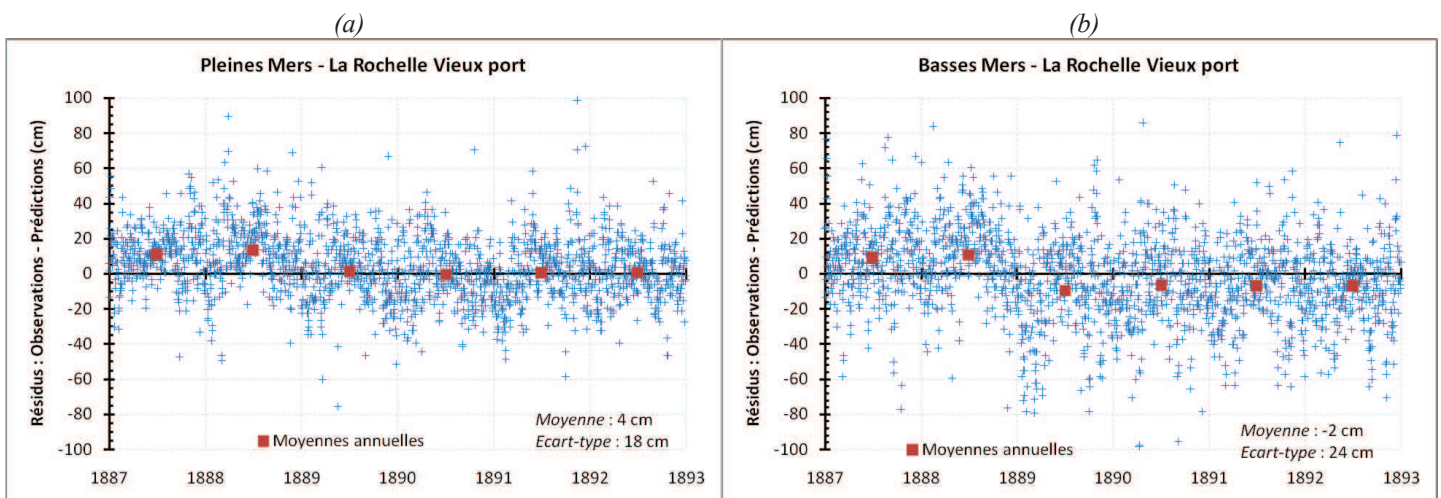 (a)
Pleines Mers - La Rochelle Vieux port
Résidus : Observations - Prédictions (cm)
100
80
60
40
20
0
-20
-40
-60
-80
-100
Moyenne : 4 cm
Ecart-type : 18 cm
Moyennes annuelles
1887 1888 1889 1890 1891 1892 1893
(b)
Basses Mers - La Rochelle Vieux port
Résidus : Observations - Prédictions (cm)
100
80
60
40
20
0
-20
-40
-60
-80
-100
Moyenne : -2 cm
Ecart-type : 24 cm
Moyennes annuelles
1887 1888 1889 1890 1891 1892 1893